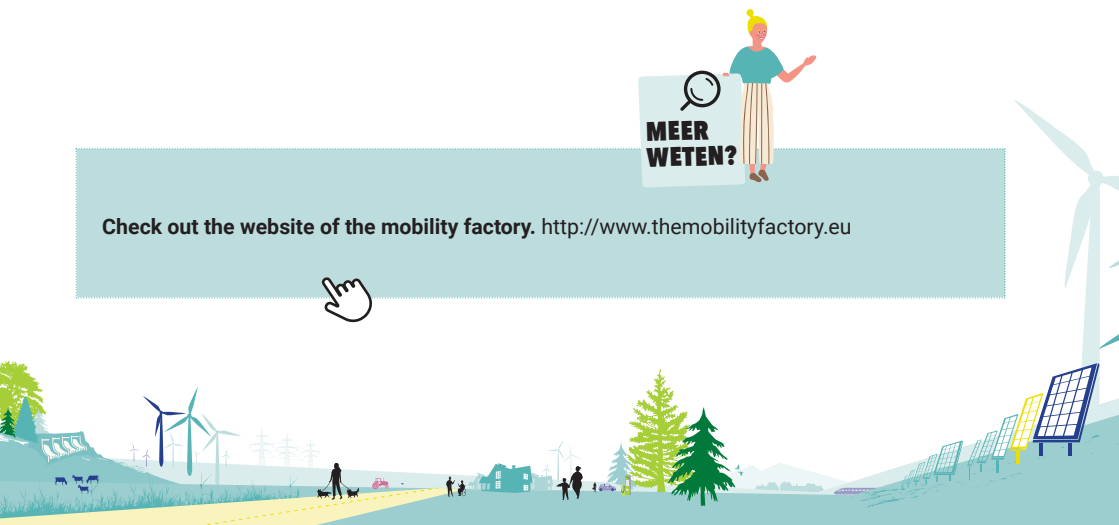 MEER
WETEN?
Check out the website of the mobility factory. http://www.themobilityfactory.eu